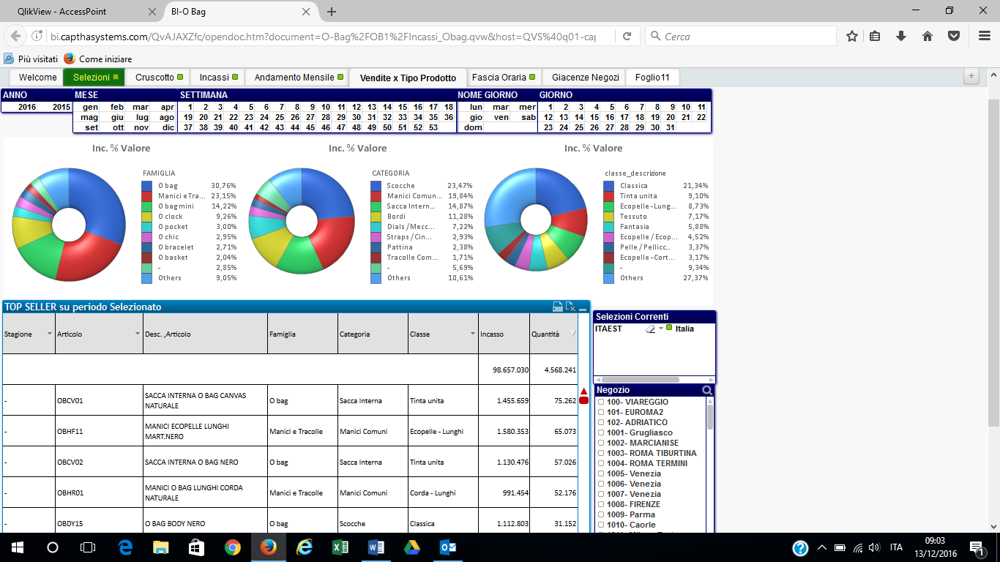 QlikView - AccessPoint
BI-O Bag
bi.capthasystems.com/QvAJAXZfc/opendoc.htm?document=O-Bag%2FOB1%2FIncassi_Obag.qvw&host=QVS%40q01-cap
Cerca
Più visitati Come iniziare
Welcome Selezioni Cruscotto Incassi Andamento Mensile Vendite x Tipo Prodotto Fascia Oraria Giacenze Negozi Foglio11
ANNO MESE SETTIMANA NOME GIORNO GIORNO
2016 2015 gen feb mar apr 1 2 3 4 5 6 7 8 9 10 11 12 13 14 15 16 17 18 lun mar mer 1 2 3 4 5 6 7 8 9 10 11
mag giu lug ago 19 20 21 22 23 24 25 26 27 28 29 30 31 32 33 34 35 36 gio ven sab 12 13 14 15 16 17 18 19 20 21 22
set ott nov dic 37 38 39 40 41 42 43 44 45 46 47 48 49 50 51 52 53 dom 23 24 25 26 27 28 29 30 31
Inc. % Valore
FAMIGLIA
O bag 30,76%
Manici e Tra... 23,15%
O bag mini 14,22%
O clock 9,26%
O pocket 3,00%
O chic 2,95%
O bracelet 2,71%
O basket 2,04%
- 2,85%
Others 9,05%
Inc. % Valore
CATEGORIA
Scocche 23,47%
Manici Comun... 19,84%
Sacca Intern... 14,87%
Bordi 11,28%
Dials / Mecc... 7,22%
Straps / Cin... 2,93%
Pattina 2,38%
Tracolle Com... 1,71%
- 5,69%
Others 10,61%
Inc. % Valore
classe_descrizione
Classica 21,34%
Tinta unita 9,10%
Ecopelle -Lung... 8,73%
Tessuto 7,17%
Fantasia 5,88%
Ecopelle / Ecop... 4,52%
Pelle / Pellicc... 3,37%
Ecopelle - Cort... 3,17%
- 9,34%
Others 27,37%
TOP SELLER su periodo Selezionato
Stagione Articolo Desc. ,Articolo Famiglia Categoria Classe Incasso Quantità
98.657.030 4.568.241
- OBCV01 SACCA INTERNA O BAG CANVAS NATURALE O bag Sacca Interna Tinta unita 1.455.659 75.262
- OBHF11 MANICI ECOPELLE LUNGHI MART.NERO Manici e Tracolle Manici Comuni Ecopelle - Lunghi 1.580.353 65.073
- OBCV02 SACCA INTERNA O BAG NERO O bag Sacca Interna Tinta unita 1.130.476 57.026
- OBHR01 MANICI O BAG LUNGHI CORDA NATURALE Manici e Tracolle Manici Comuni Corda - Lunghi 991.454 52.176
- OBDY15 O BAG BODY NERO O bag Scocche Classica 1.112.803 31.152
Selezioni Correnti
ITAEST Italia
Negozio
100- VIAREGGIO
101- EUROMA2
102- ADRIATICO
1001- Grugliasco
1002- MARCIANISE
1003- ROMA TIBURTINA
1004- ROMA TERMINI
1005- Venezia
1006- Venezia
1007- Venezia
1008- FIRENZE
1009- Parma
1010- Caorle
ITA
09:03
13/12/2016